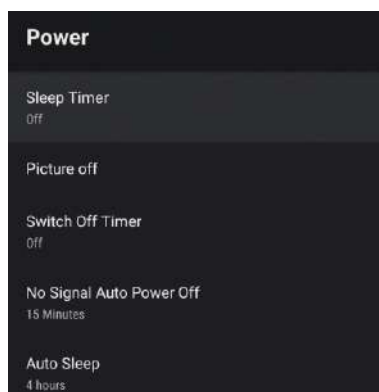 Power
Sleep Timer
Off
Picture off
Switch Off Timer
Off
No Signal Auto Power Off
15 Minutes
Auto Sleep
4 hours